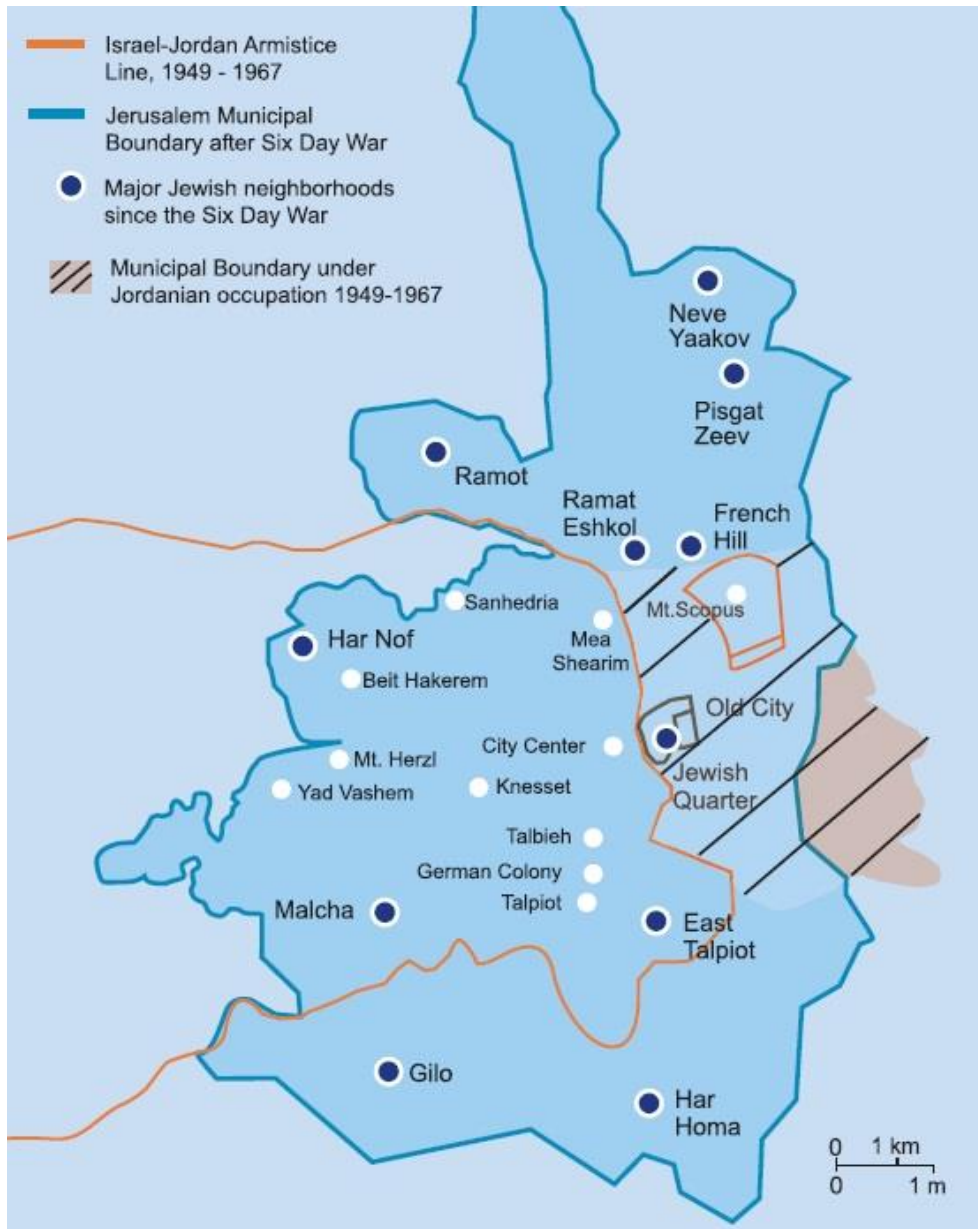 Israel-Jordan Armistice
Line, 1949 - 1967
Jerusalem Municipal
Boundary after Six Day War
Major Jewish neighborhoods
since the Six Day War
Municipal Boundary under
Jordanian occupation 1949-1967
Neve
Yaakov
Pisgat
Zeev
Ramot
Ramat
Eshkol
French
Hill
Sanhedria
Mt.Scopus
Mea
Shearim
Har Nof
Beit Hakerem
Old City
City Center
Mt. Herzl
Yad Vashem
Knesset
Jewish
Quarter
Talbieh
German Colony
Talpiot
Malcha
East
Talpiot
Gilo
Har
Homa
0 1 km
0 1 m